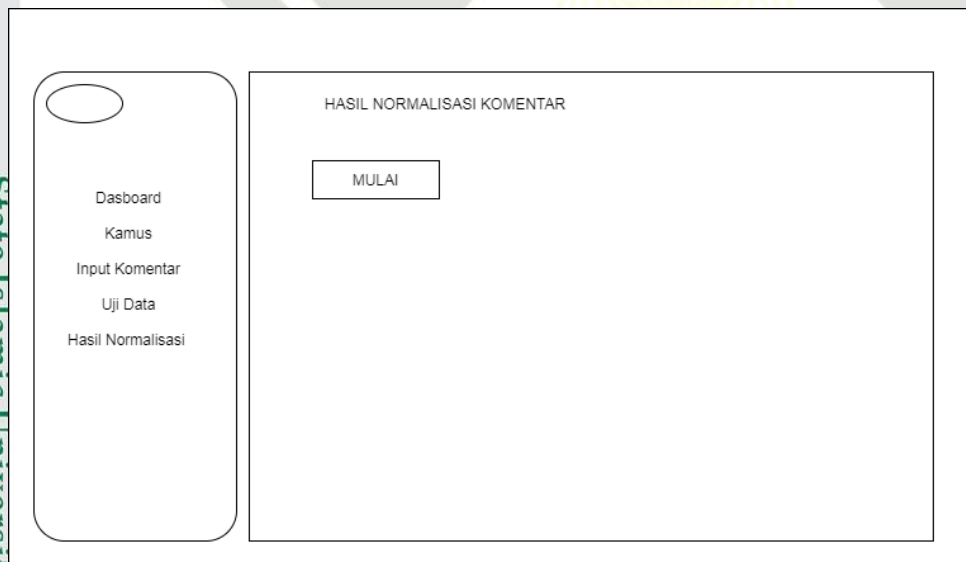 HASIL NORMALISASI KOMENTAR
MULAI
Dasboard
Kamus
Input Komentar
Uji Data
Hasil Normalisasi